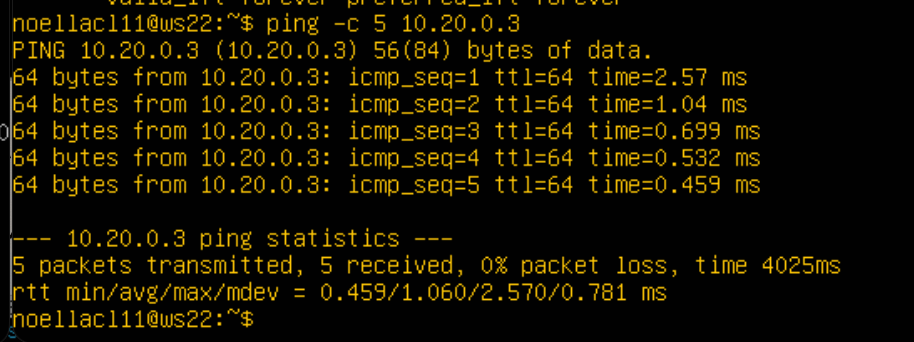 valid_lft forever preferred_lft forever
noellacl11@ws22:~$ ping -c 5 10.20.0.3
PING 10.20.0.3 (10.20.0.3) 56(84) bytes of data.
64 bytes from 10.20.0.3: icmp_seq=1 ttl=64 time=2.57 ms
64 bytes from 10.20.0.3: icmp_seq=2 ttl=64 time=1.04 ms
64 bytes from 10.20.0.3: icmp_seq=3 ttl=64 time=0.699 ms
64 bytes from 10.20.0.3: icmp_seq=4 ttl=64 time=0.532 ms
64 bytes from 10.20.0.3: icmp_seq=5 ttl=64 time=0.459 ms
--- 10.20.0.3 ping statistics ---
5 packets transmitted, 5 received, 0% packet loss, time 4025ms
rtt min/avg/max/mdev = 0.459/1.060/2.570/0.781 ms
noellacl11@ws22:~$